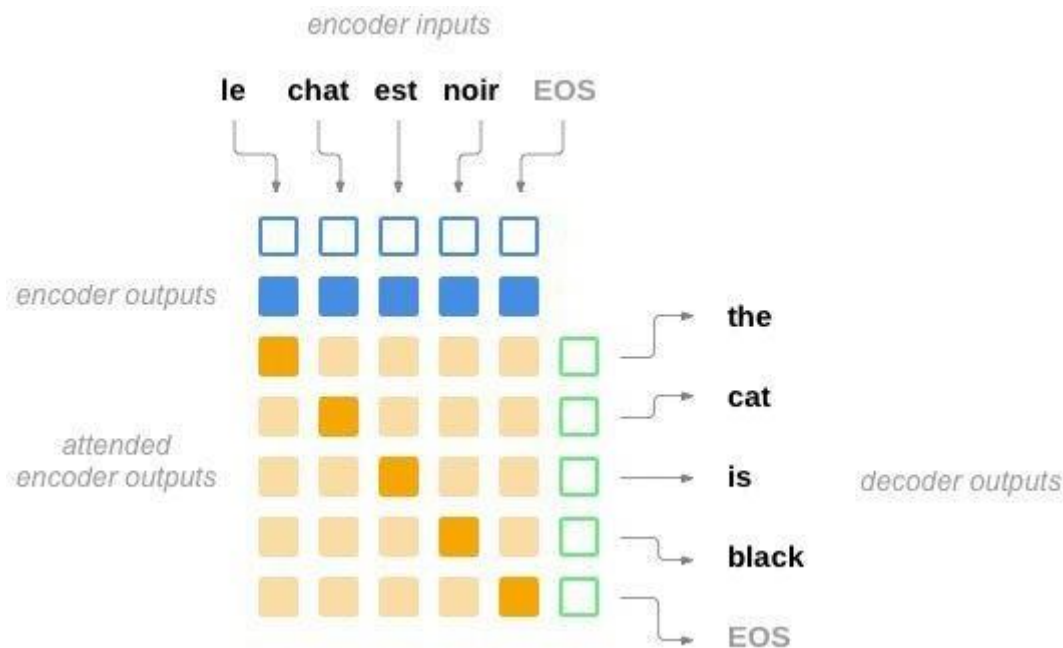 encoder inputs
le chat est noir EOS
encoder outputs
the
cat
attended
encoder outputs
is
decoder outputs
black
EOS